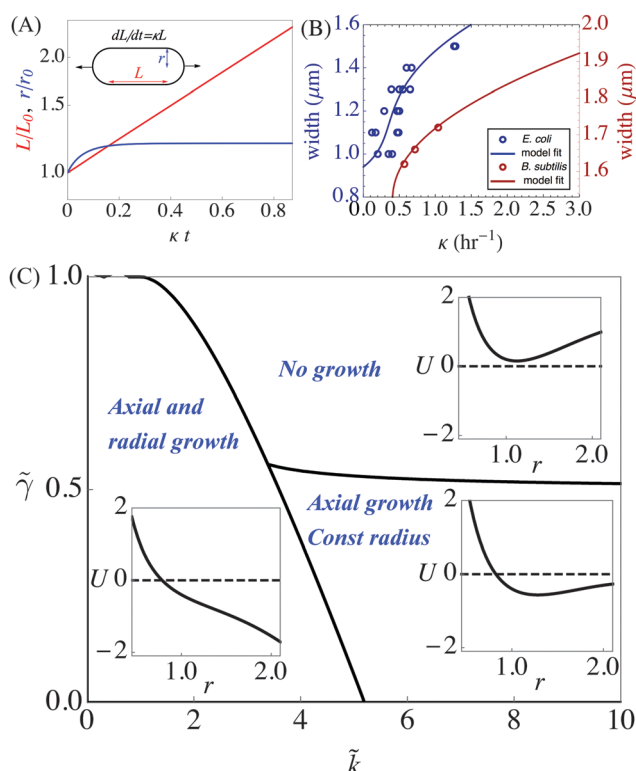 (A)
dL/dt=κL
r
L
L/L0, r/r0
2.0
1.5
1.0
0 0.2 0.4 0.6 0.8
κ t
(B)
width (μm)
1.6
1.4
1.2
1.0
0.8
0.0 0.5 1.0 1.5 2.0 2.5 3.0
κ (hr⁻¹)
2.0
1.9
1.8
1.7
1.6
width (μm)
E. coli
model fit
B. subtilis
model fit
(C)
1.0
0.5
0.0
γ̃
No growth
Axial and
radial growth
Axial growth
Const radius
2
U 0
−2
1.0 2.0
r
2
U 0
−2
1.0 2.0
r
2
U 0
−2
1.0 2.0
r
0 2 4 6 8 10
k̃